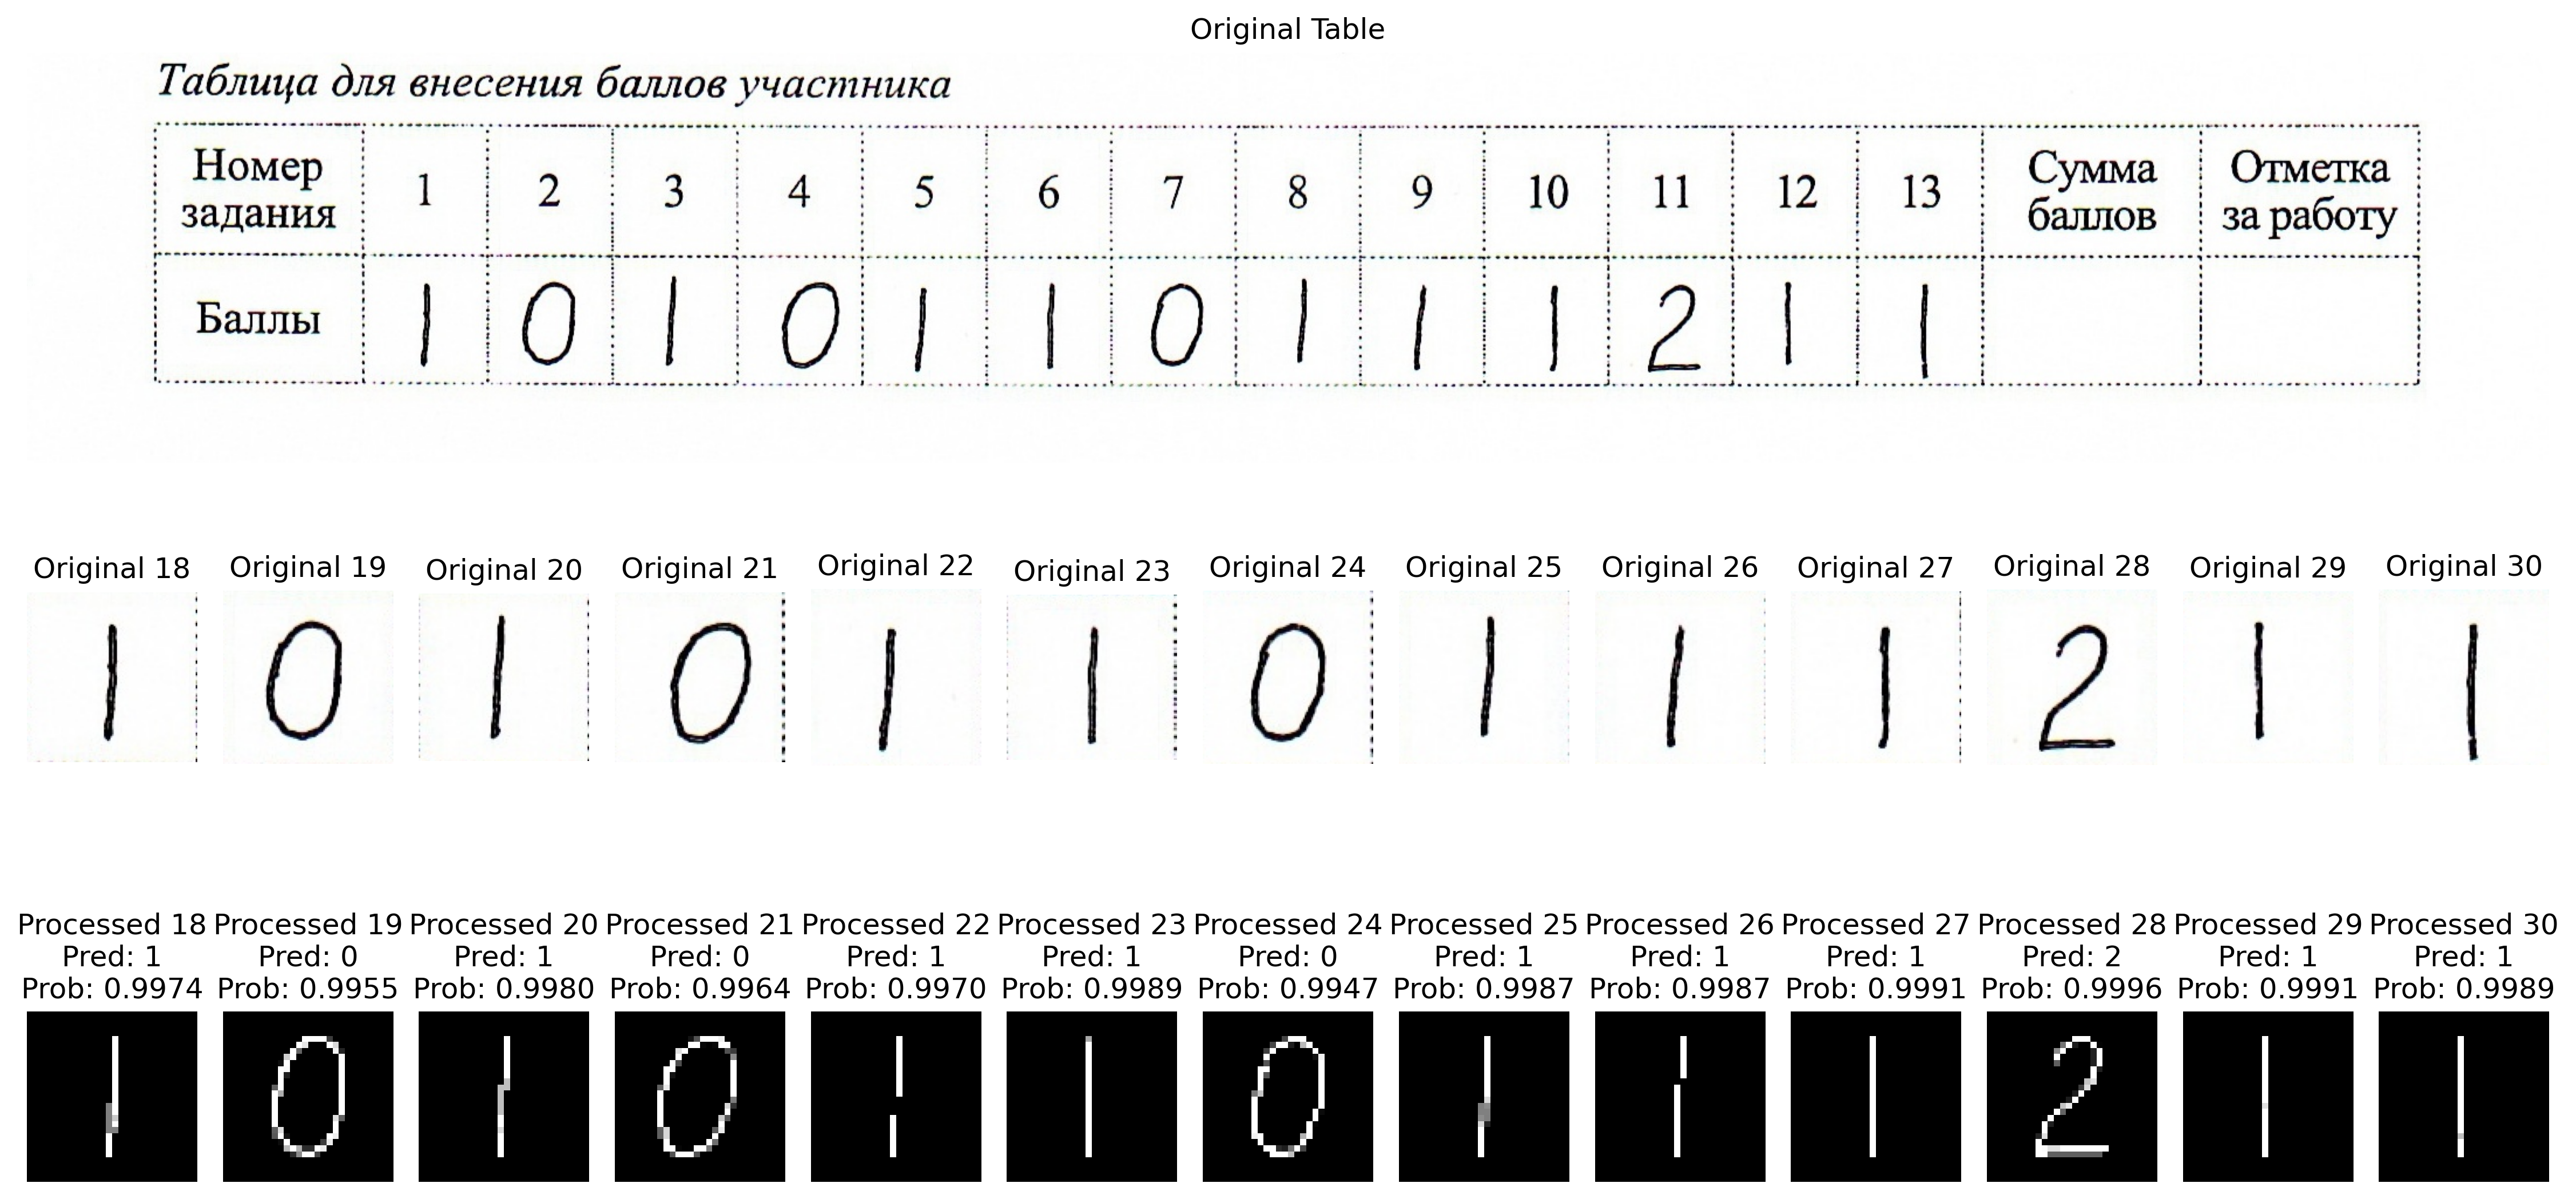 Original Table
Таблица для внесения баллов участника
Номер задания 1 2 3 4 5 6 7 8 9 10 11 12 13 Сумма баллов Отметка за работу
Баллы 1 0 1 0 1 1 0 1 1 1 2 1 1
Original 18 Original 19 Original 20 Original 21 Original 22 Original 23 Original 24 Original 25 Original 26 Original 27 Original 28 Original 29 Original 30
1 0 1 0 1 1 0 1 1 1 2 1 1
Processed 18 Processed 19 Processed 20 Processed 21 Processed 22 Processed 23 Processed 24 Processed 25 Processed 26 Processed 27 Processed 28 Processed 29 Processed 30
Pred: 1 Pred: 0 Pred: 1 Pred: 0 Pred: 1 Pred: 1 Pred: 0 Pred: 1 Pred: 1 Pred: 1 Pred: 2 Pred: 1 Pred: 1
Prob: 0.9974 Prob: 0.9955 Prob: 0.9980 Prob: 0.9964 Prob: 0.9970 Prob: 0.9989 Prob: 0.9947 Prob: 0.9987 Prob: 0.9987 Prob: 0.9991 Prob: 0.9996 Prob: 0.9991 Prob: 0.9989
1 0 1 0 1 1 0 1 1 1 2 1 1